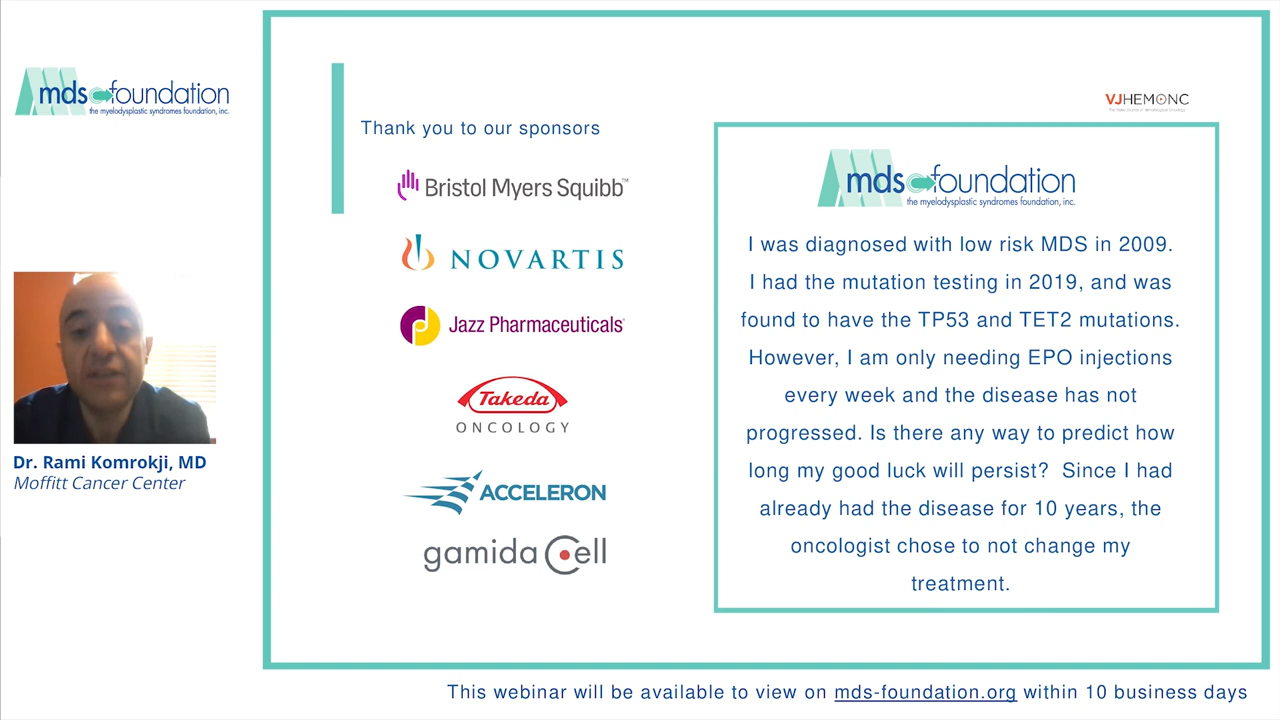 mds foundation
the myelodysplastic syndromes foundation, inc.
Dr. Rami Komrokji, MD
Moffitt Cancer Center
Thank you to our sponsors
Bristol Myers Squibb™
NOVARTIS
Jazz Pharmaceuticals
Takeda
ONCOLOGY
ACCELERON
gamida Cell
VJHEMONC
mds foundation
the myelodysplastic syndromes foundation, inc.
I was diagnosed with low risk MDS in 2009.
I had the mutation testing in 2019, and was
found to have the TP53 and TET2 mutations.
However, I am only needing EPO injections
every week and the disease has not
progressed. Is there any way to predict how
long my good luck will persist? Since I had
already had the disease for 10 years, the
oncologist chose to not change my
treatment.
This webinar will be available to view on mds-foundation.org within 10 business days